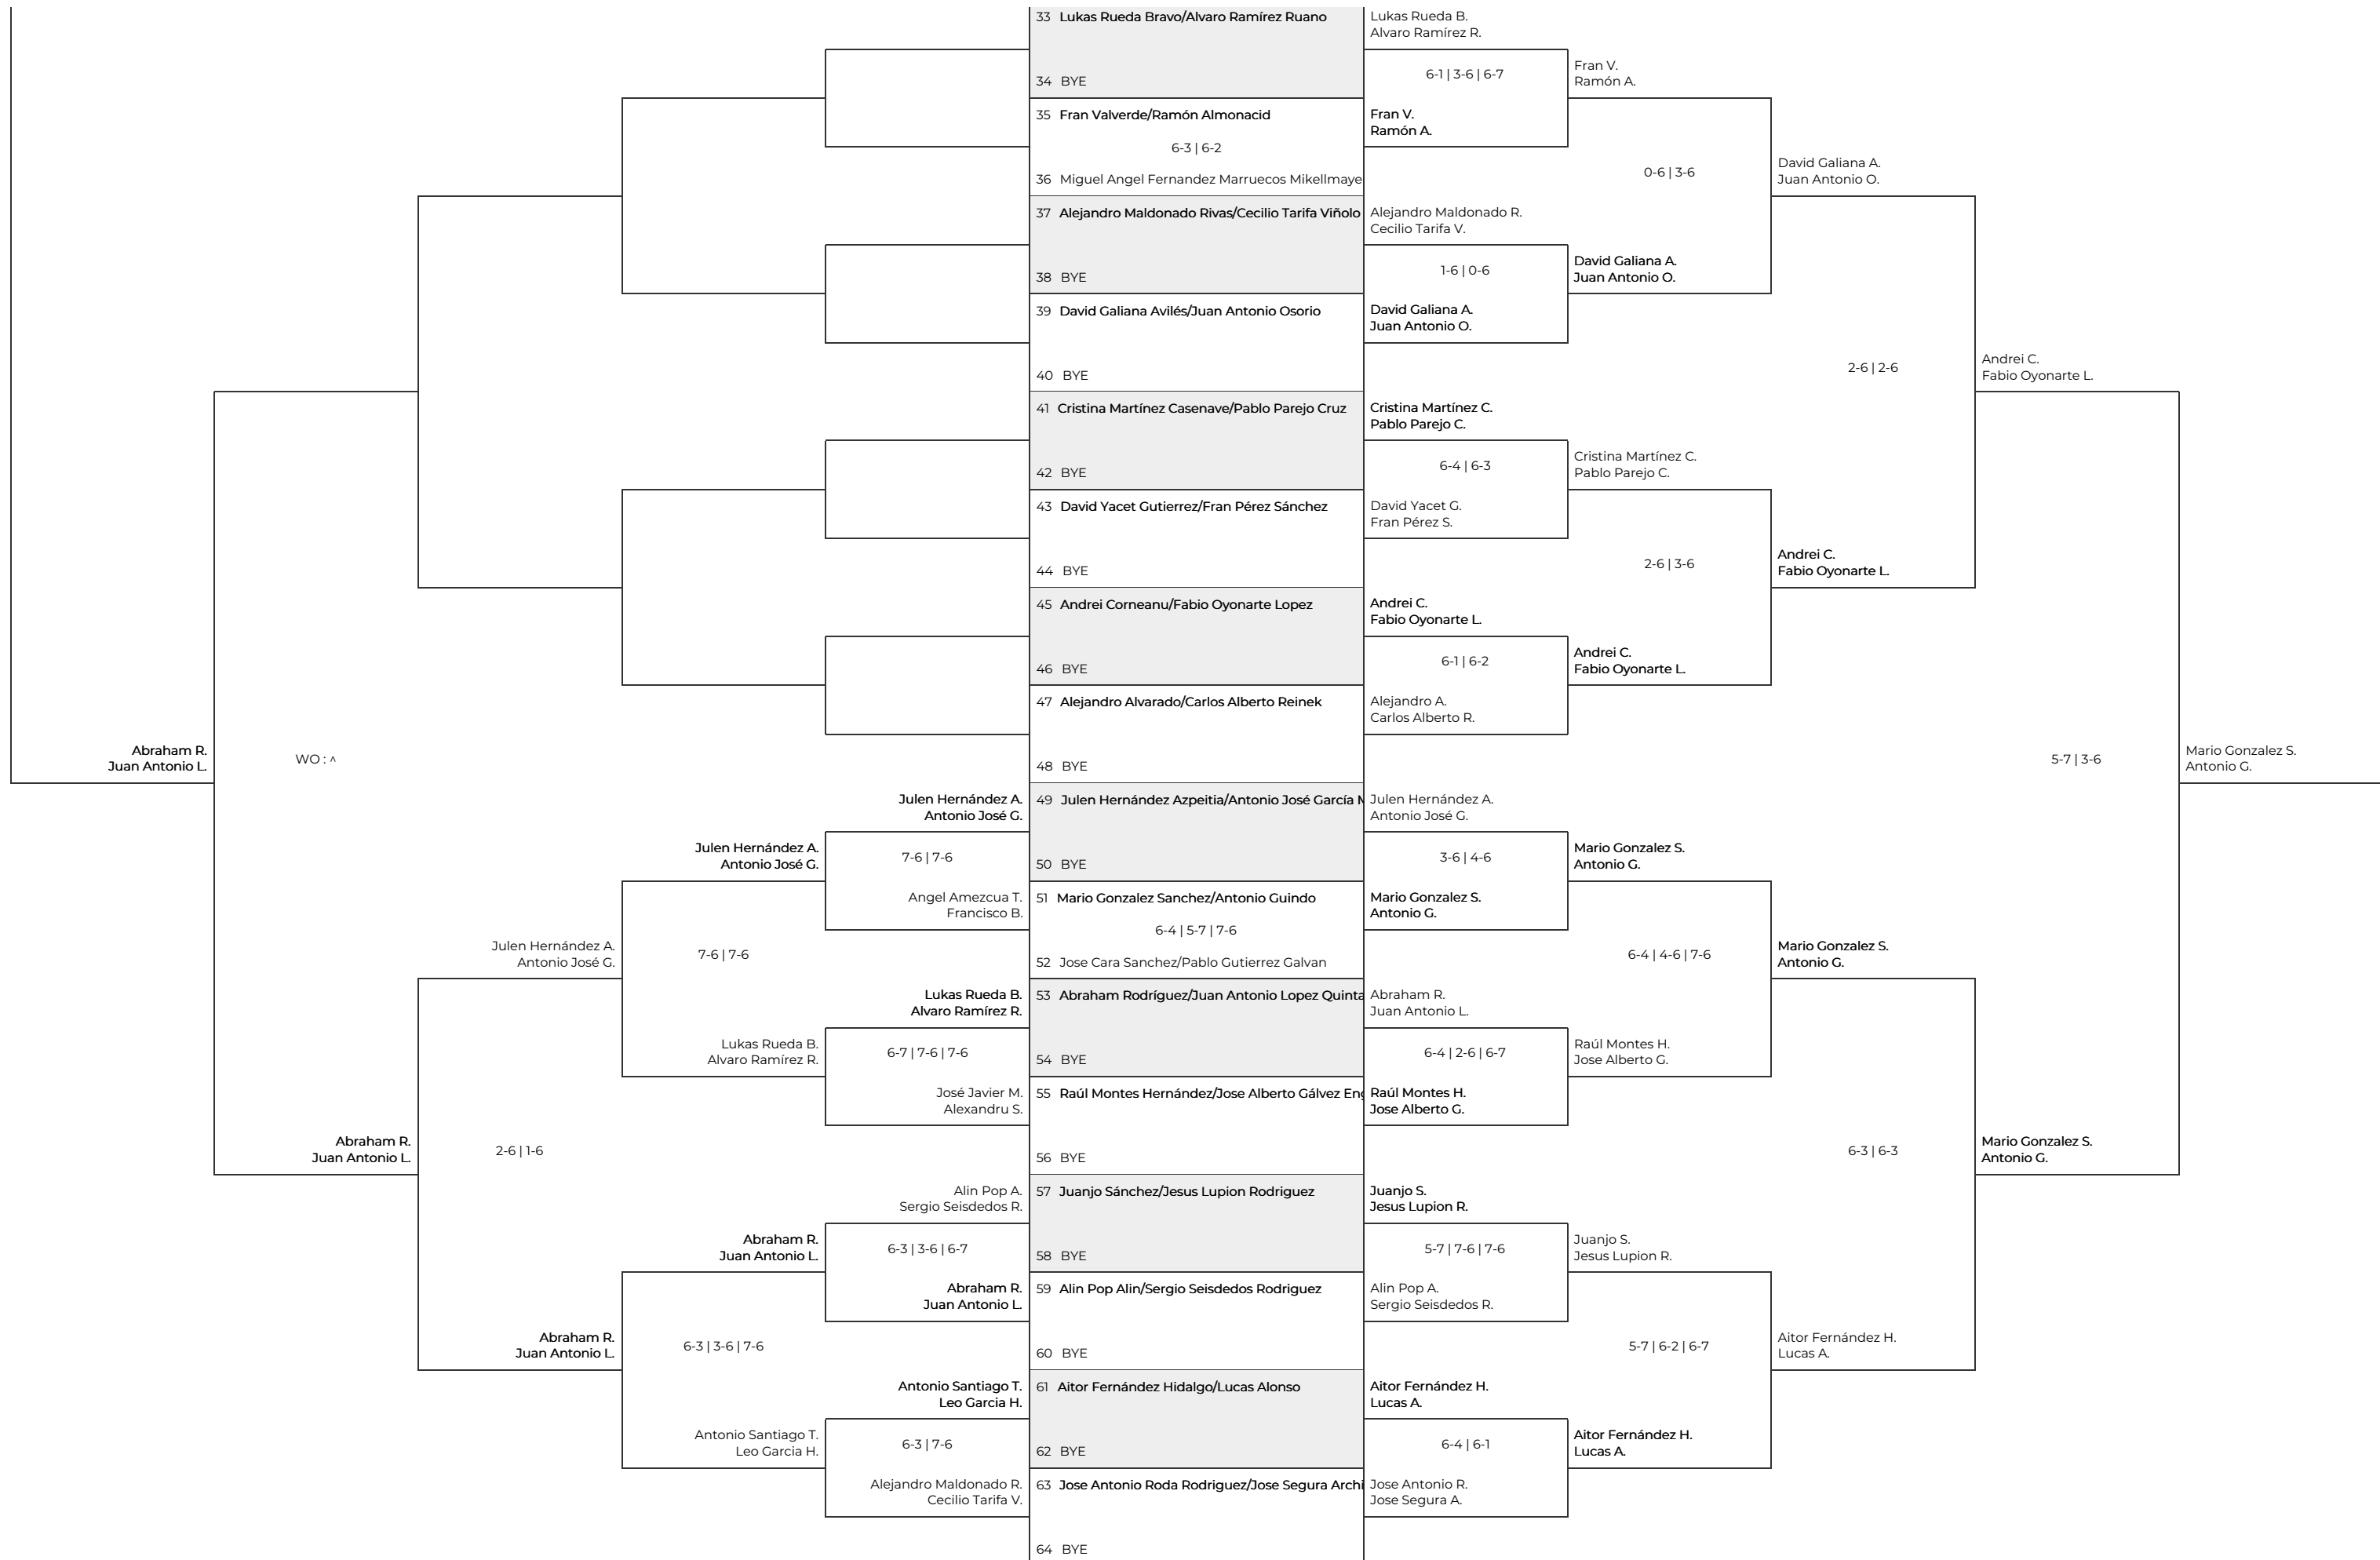 33 Lukas Rueda Bravo/Alvaro Ramírez Ruano
Lukas Rueda B.
Alvaro Ramírez R.
34 BYE
6-1 | 3-6 | 6-7
Fran V.
Ramón A.
35 Fran Valverde/Ramón Almonacid
Fran V.
Ramón A.
6-3 | 6-2
36 Miguel Angel Fernandez Marruecos Mikellmaye
0-6 | 3-6
David Galiana A.
Juan Antonio O.
37 Alejandro Maldonado Rivas/Cecilio Tarifa Viñolo
Alejandro Maldonado R.
Cecilio Tarifa V.
38 BYE
1-6 | 0-6
David Galiana A.
Juan Antonio O.
39 David Galiana Avilés/Juan Antonio Osorio
David Galiana A.
Juan Antonio O.
40 BYE
2-6 | 2-6
Andrei C.
Fabio Oyonarte L.
41 Cristina Martínez Casenave/Pablo Parejo Cruz
Cristina Martínez C.
Pablo Parejo C.
42 BYE
6-4 | 6-3
Cristina Martínez C.
Pablo Parejo C.
43 David Yacet Gutierrez/Fran Pérez Sánchez
David Yacet G.
Fran Pérez S.
44 BYE
2-6 | 3-6
Andrei C.
Fabio Oyonarte L.
45 Andrei Corneanu/Fabio Oyonarte Lopez
Andrei C.
Fabio Oyonarte L.
46 BYE
6-1 | 6-2
Andrei C.
Fabio Oyonarte L.
47 Alejandro Alvarado/Carlos Alberto Reinek
Alejandro A.
Carlos Alberto R.
Abraham R.
Juan Antonio L.
WO : ^
48 BYE
5-7 | 3-6
Mario Gonzalez S.
Antonio G.
Julen Hernández A.
Antonio José G.
49 Julen Hernández Azpeitia/Antonio José García M
Julen Hernández A.
Antonio José G.
Julen Hernández A.
Antonio José G.
7-6 | 7-6
50 BYE
3-6 | 4-6
Mario Gonzalez S.
Antonio G.
Angel Amezcua T.
Francisco B.
51 Mario Gonzalez Sanchez/Antonio Guindo
Mario Gonzalez S.
Antonio G.
6-4 | 5-7 | 7-6
Julen Hernández A.
Antonio José G.
7-6 | 7-6
52 Jose Cara Sanchez/Pablo Gutierrez Galvan
6-4 | 4-6 | 7-6
Mario Gonzalez S.
Antonio G.
Lukas Rueda B.
Alvaro Ramírez R.
53 Abraham Rodríguez/Juan Antonio Lopez Quinta
Abraham R.
Juan Antonio L.
Lukas Rueda B.
Alvaro Ramírez R.
6-7 | 7-6 | 7-6
54 BYE
6-4 | 2-6 | 6-7
Raúl Montes H.
Jose Alberto G.
José Javier M.
Alexandru S.
55 Raúl Montes Hernández/Jose Alberto Gálvez Eng
Raúl Montes H.
Jose Alberto G.
Abraham R.
Juan Antonio L.
2-6 | 1-6
56 BYE
6-3 | 6-3
Mario Gonzalez S.
Antonio G.
Alin Pop A.
Sergio Seisdedos R.
57 Juanjo Sánchez/Jesus Lupion Rodriguez
Juanjo S.
Jesus Lupion R.
Abraham R.
Juan Antonio L.
6-3 | 3-6 | 6-7
58 BYE
5-7 | 7-6 | 7-6
Juanjo S.
Jesus Lupion R.
Abraham R.
Juan Antonio L.
59 Alin Pop Alin/Sergio Seisdedos Rodriguez
Alin Pop A.
Sergio Seisdedos R.
Abraham R.
Juan Antonio L.
6-3 | 3-6 | 7-6
60 BYE
5-7 | 6-2 | 6-7
Aitor Fernández H.
Lucas A.
Antonio Santiago T.
Leo Garcia H.
61 Aitor Fernández Hidalgo/Lucas Alonso
Aitor Fernández H.
Lucas A.
Antonio Santiago T.
Leo Garcia H.
6-3 | 7-6
62 BYE
6-4 | 6-1
Aitor Fernández H.
Lucas A.
Alejandro Maldonado R.
Cecilio Tarifa V.
63 Jose Antonio Roda Rodriguez/Jose Segura Archi
Jose Antonio R.
Jose Segura A.
64 BYE